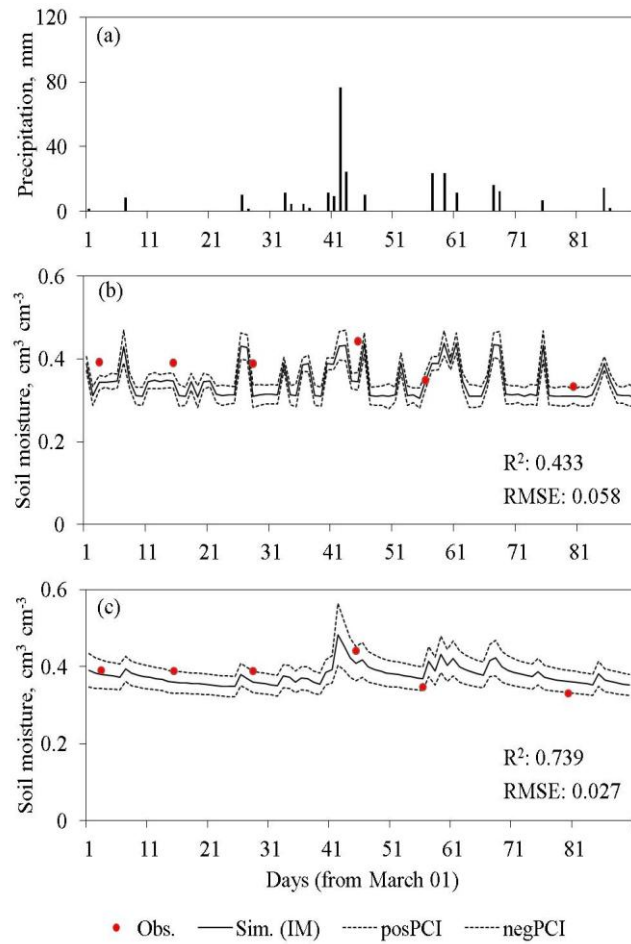 (a)
Precipitation, mm
120
80
40
0
1 11 21 31 41 51 61 71 81
(b)
Soil moisture, cm³ cm⁻³
0.6
0.4
0.2
0
R²: 0.433
RMSE: 0.058
1 11 21 31 41 51 61 71 81
(c)
Soil moisture, cm³ cm⁻³
0.6
0.4
0.2
0
R²: 0.739
RMSE: 0.027
1 11 21 31 41 51 61 71 81
Days (from March 01)
Obs. Sim. (IM) posPCI negPCI